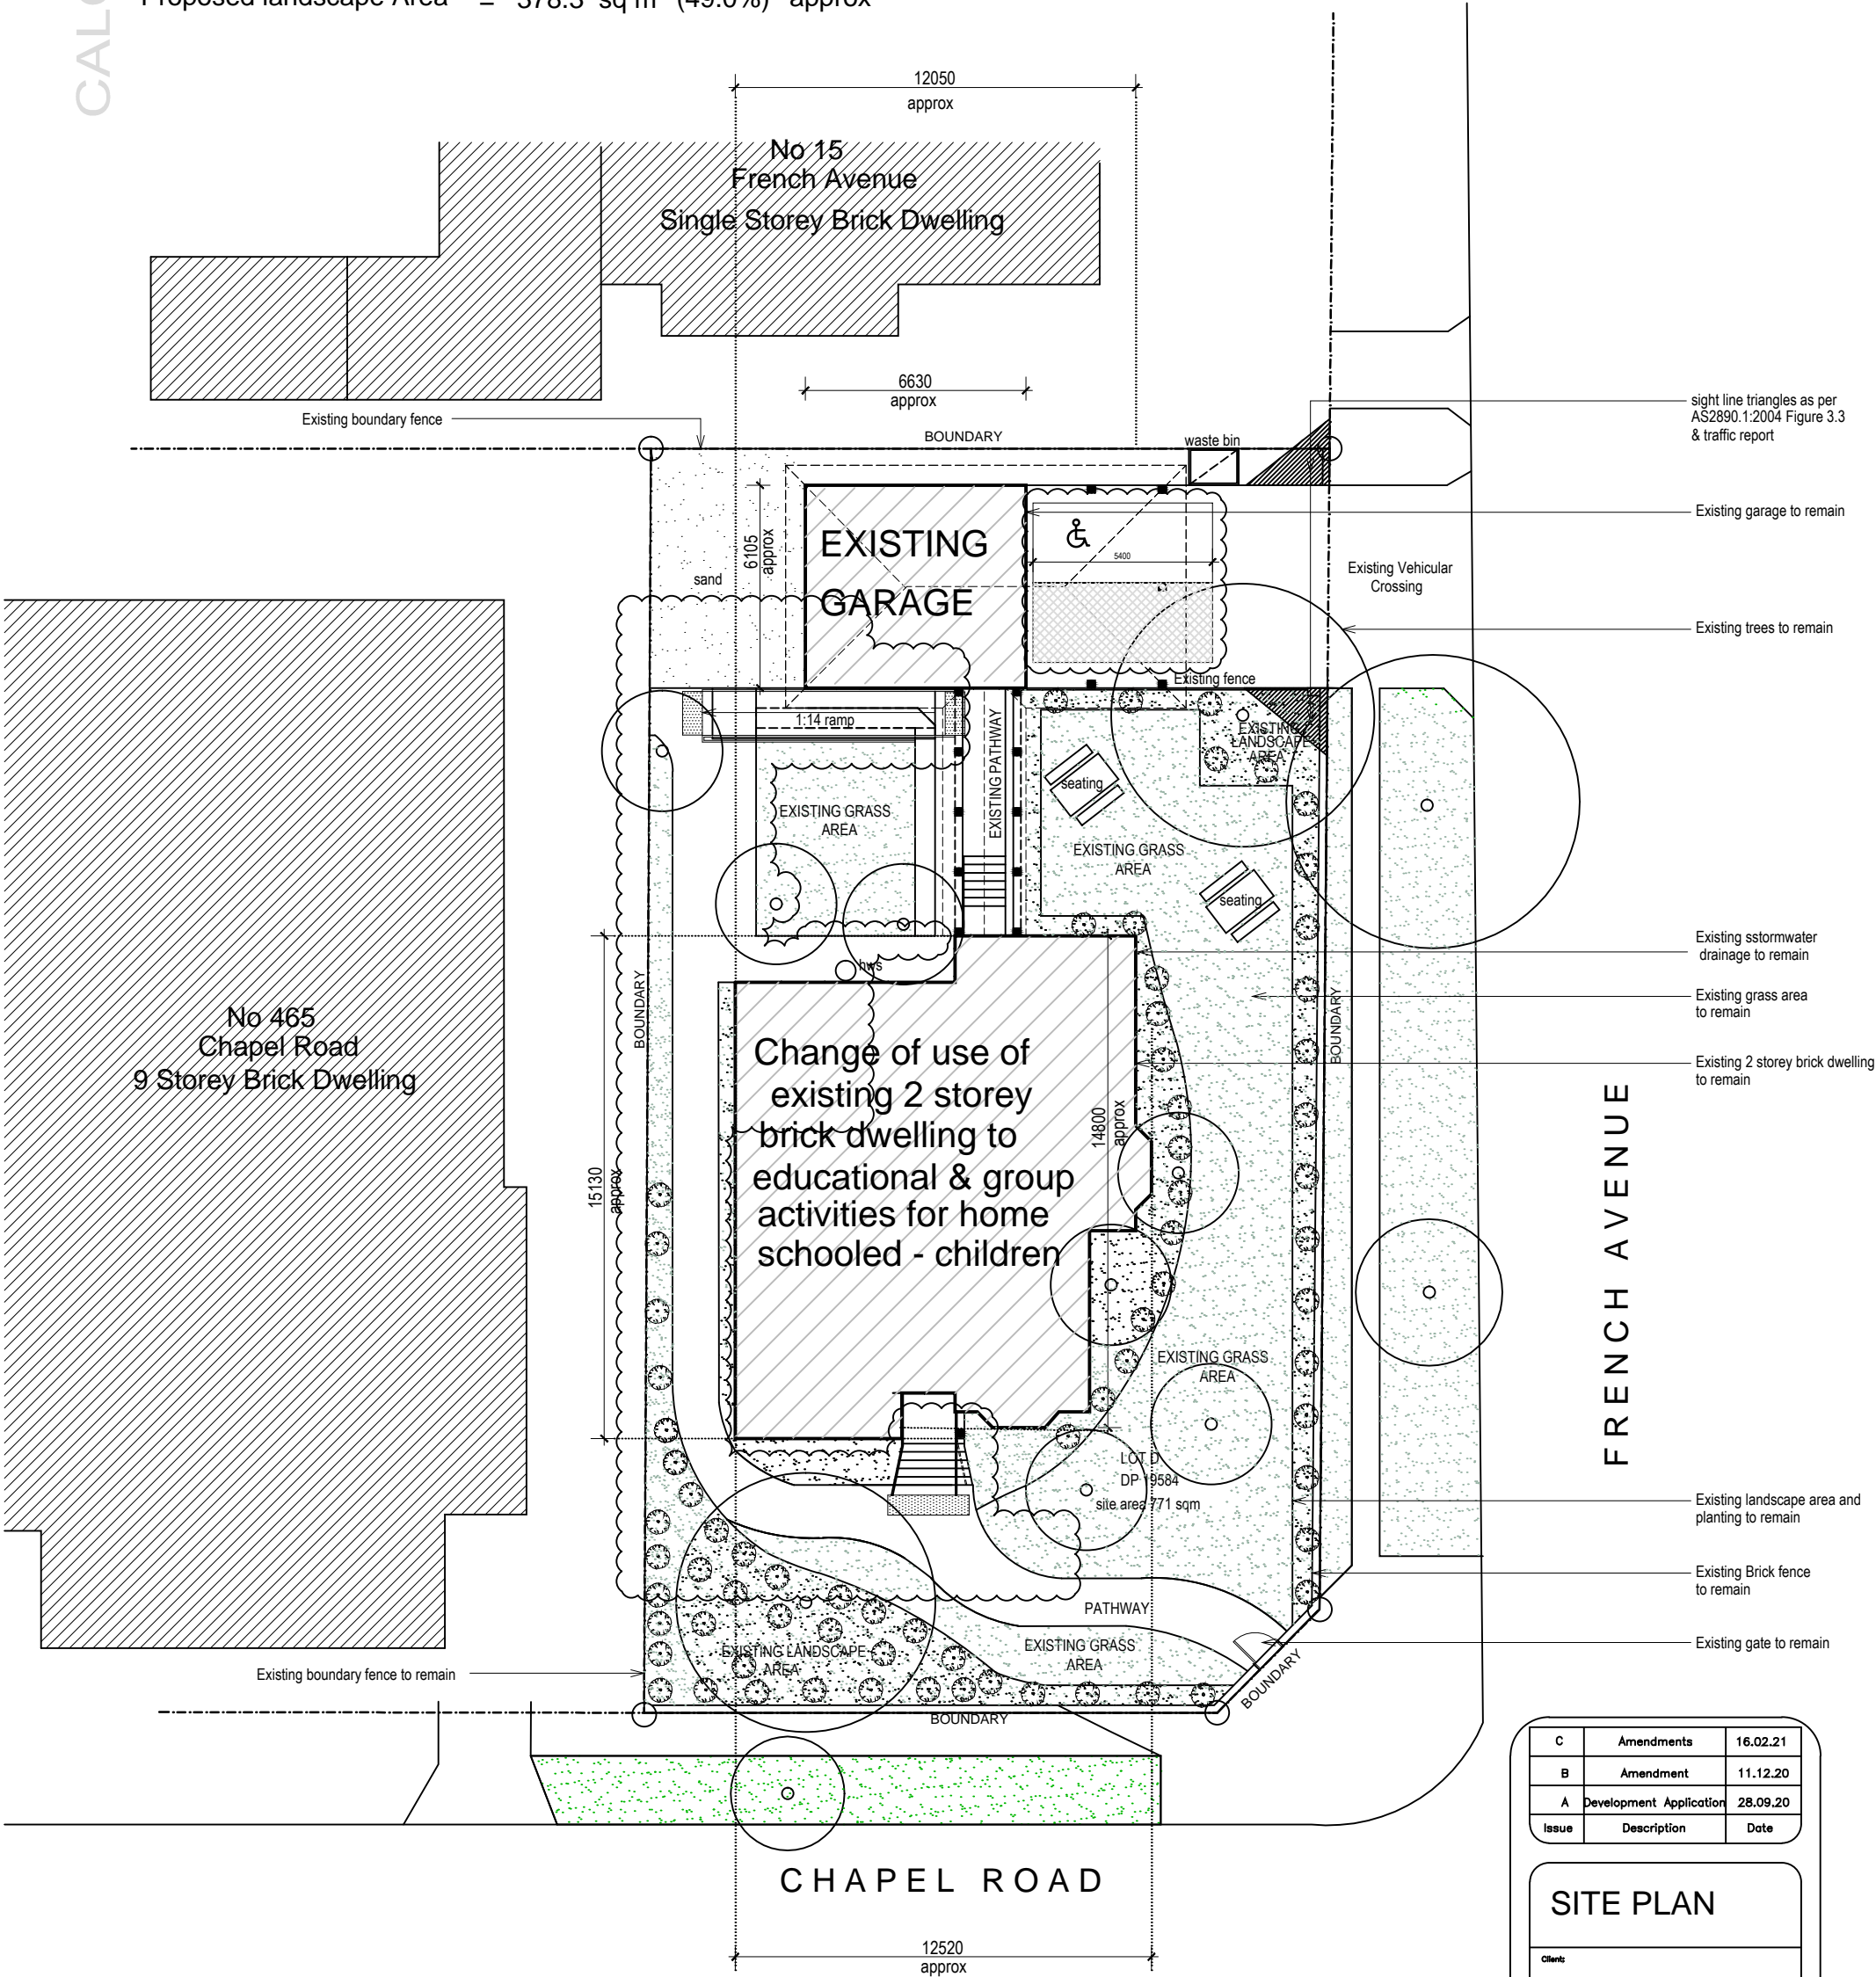 Proposed landscape Area = 378.3 sq m (49.0%) approx
CALC
12050
approx
No 15
French Avenue
Single Storey Brick Dwelling
6630
approx
Existing boundary fence
BOUNDARY
waste bin
sight line triangles as per
AS2890.1:2004 Figure 3.3
& traffic report
Existing garage to remain
EXISTING
GARAGE
6105
approx
sand
5400
Existing Vehicular
Crossing
Existing trees to remain
Existing fence
1:14 ramp
EXISTING PATHWAY
EXISTING
LANDSCAPE
AREA
seating
EXISTING GRASS
AREA
EXISTING GRASS
AREA
seating
hws
Existing sstormwater
drainage to remain
Existing grass area
to remain
BOUNDARY
BOUNDARY
No 465
Chapel Road
9 Storey Brick Dwelling
Change of use of
existing 2 storey
brick dwelling to
educational & group
activities for home
schooled - children
14800
approx
15130
approx
Existing 2 storey brick dwelling
to remain
FRENCH AVENUE
EXISTING GRASS
AREA
LOT D
DP 19584
site area 771 sqm
Existing landscape area and
planting to remain
Existing Brick fence
to remain
PATHWAY
EXISTING GRASS
AREA
EXISTING LANDSCAPE
AREA
Existing gate to remain
Existing boundary fence to remain
BOUNDARY
BOUNDARY
CHAPEL ROAD
12520
approx
C Amendments 16.02.21
B Amendment 11.12.20
A Development Application 28.09.20
Issue Description Date
SITE PLAN
Client: